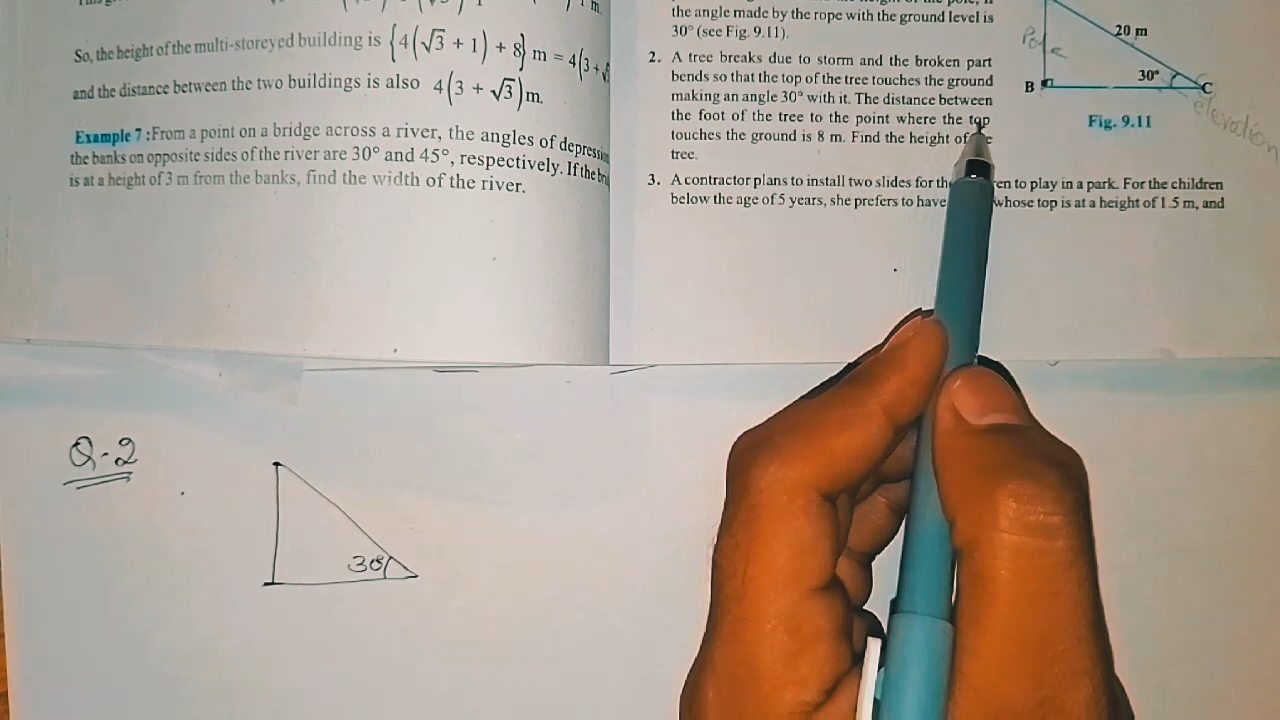 So, the height of the multi-storeyed building is {4(√3 + 1) + 8} m = 4(3 + √
and the distance between the two buildings is also 4(3 + √3) m.
Example 7 : From a point on a bridge across a river, the angles of depression
the banks on opposite sides of the river are 30° and 45°, respectively. If the
is at a height of 3 m from the banks, find the width of the river.
the angle made by the rope with the ground level is
30° (see Fig. 9.11).
2. A tree breaks due to storm and the broken part
bends so that the top of the tree touches the ground
making an angle 30° with it. The distance between
the foot of the tree to the point where the top
touches the ground is 8 m. Find the height of
tree.
3. A contractor plans to install two slides for the ren to play in a park. For the children
below the age of 5 years, she prefers to have whose top is at a height of 1.5 m, and
Pole
20 m
30°
B
C
elevation
Fig. 9.11
Q-2
30°